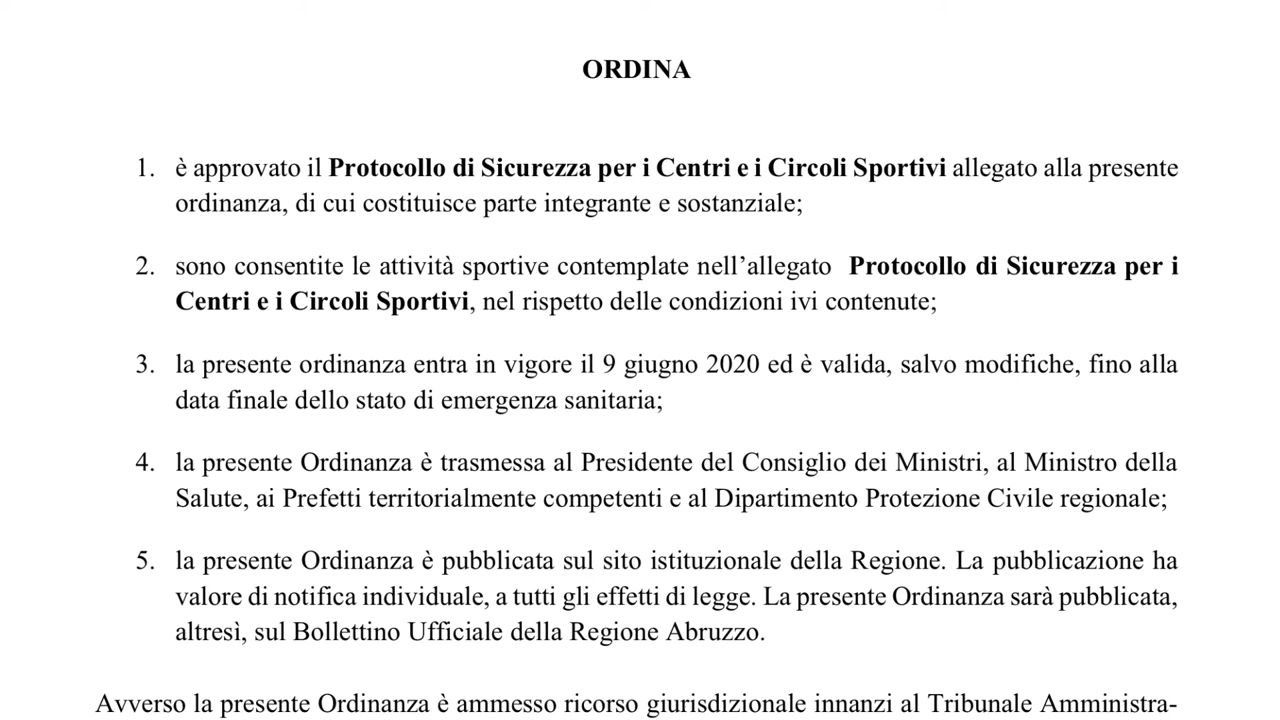 ORDINA
1. è approvato il Protocollo di Sicurezza per i Centri e i Circoli Sportivi allegato alla presente
ordinanza, di cui costituisce parte integrante e sostanziale;
2. sono consentite le attività sportive contemplate nell’allegato Protocollo di Sicurezza per i
Centri e i Circoli Sportivi, nel rispetto delle condizioni ivi contenute;
3. la presente ordinanza entra in vigore il 9 giugno 2020 ed è valida, salvo modifiche, fino alla
data finale dello stato di emergenza sanitaria;
4. la presente Ordinanza è trasmessa al Presidente del Consiglio dei Ministri, al Ministro della
Salute, ai Prefetti territorialmente competenti e al Dipartimento Protezione Civile regionale;
5. la presente Ordinanza è pubblicata sul sito istituzionale della Regione. La pubblicazione ha
valore di notifica individuale, a tutti gli effetti di legge. La presente Ordinanza sarà pubblicata,
altresì, sul Bollettino Ufficiale della Regione Abruzzo.
Avverso la presente Ordinanza è ammesso ricorso giurisdizionale innanzi al Tribunale Amministra-